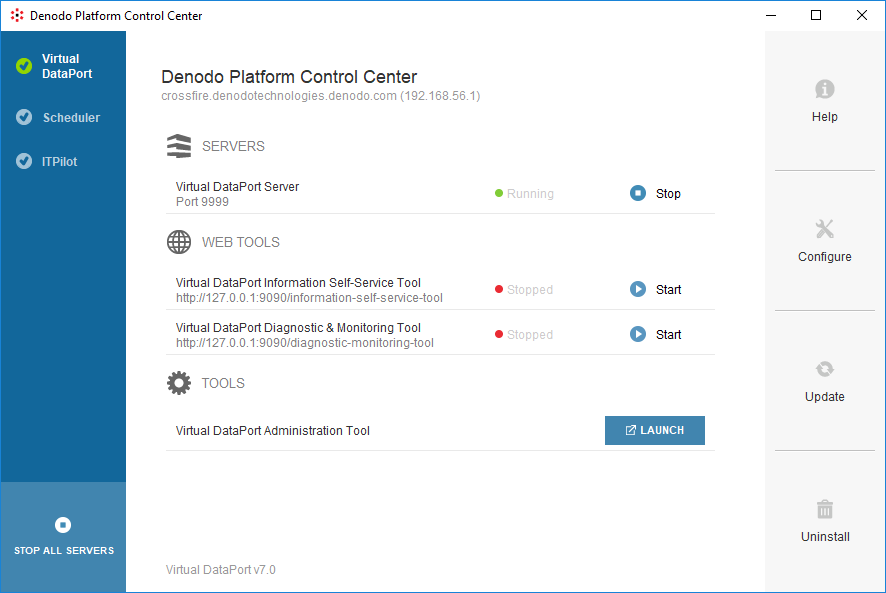 Denodo Platform Control Center
Virtual
DataPort
Scheduler
ITPilot
STOP ALL SERVERS
Denodo Platform Control Center
crossfire.denodotechnologies.denodo.com (192.168.56.1)
SERVERS
Virtual DataPort Server
Port 9999
Running
Stop
WEB TOOLS
Virtual DataPort Information Self-Service Tool
http://127.0.0.1:9090/information-self-service-tool
Stopped
Start
Virtual DataPort Diagnostic & Monitoring Tool
http://127.0.0.1:9090/diagnostic-monitoring-tool
Stopped
Start
TOOLS
Virtual DataPort Administration Tool
LAUNCH
Virtual DataPort v7.0
Help
Configure
Update
Uninstall